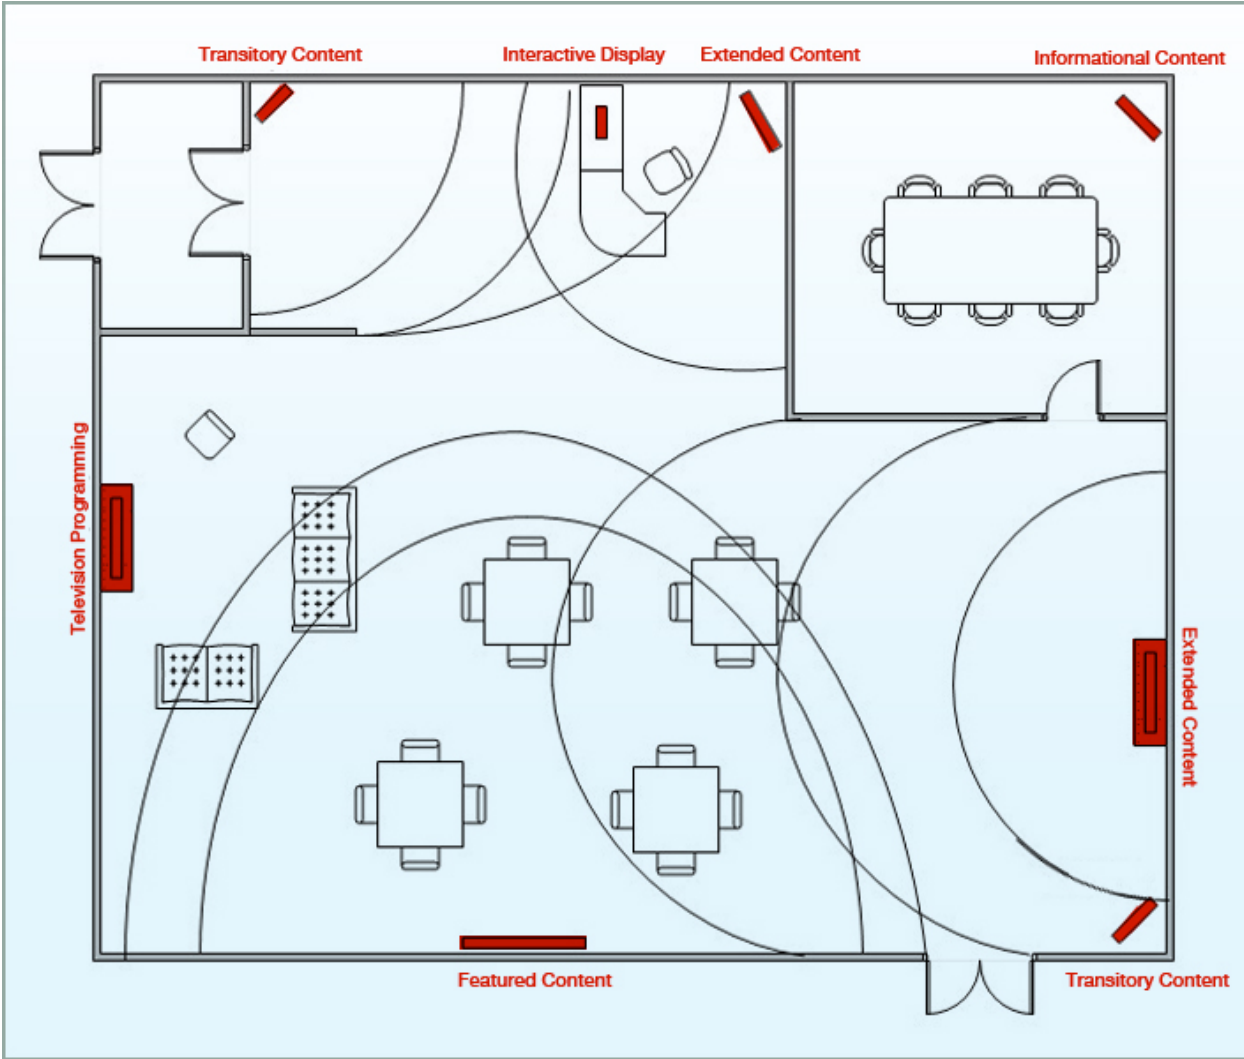 Transitory Content
Interactive Display
Extended Content
Informational Content
Television Programming
Extended Content
Featured Content
Transitory Content